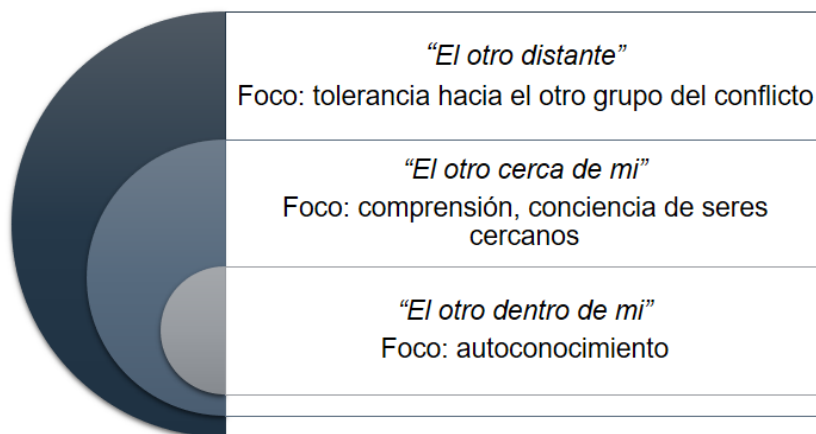 “El otro distante”
Foco: tolerancia hacia el otro grupo del conflicto
“El otro cerca de mi”
Foco: comprensión, conciencia de seres
cercanos
“El otro dentro de mi”
Foco: autoconocimiento